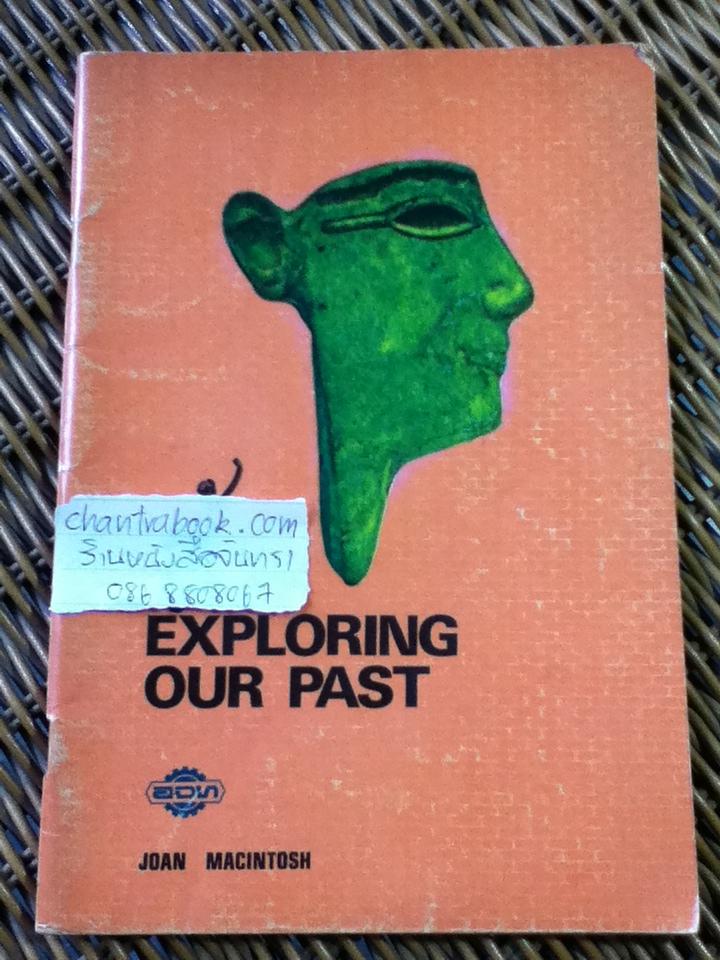 chantrabook.com
ร้านหนังสือจันทรา
086 8808067
EXPLORING
OUR PAST
JOAN MACINTOSH